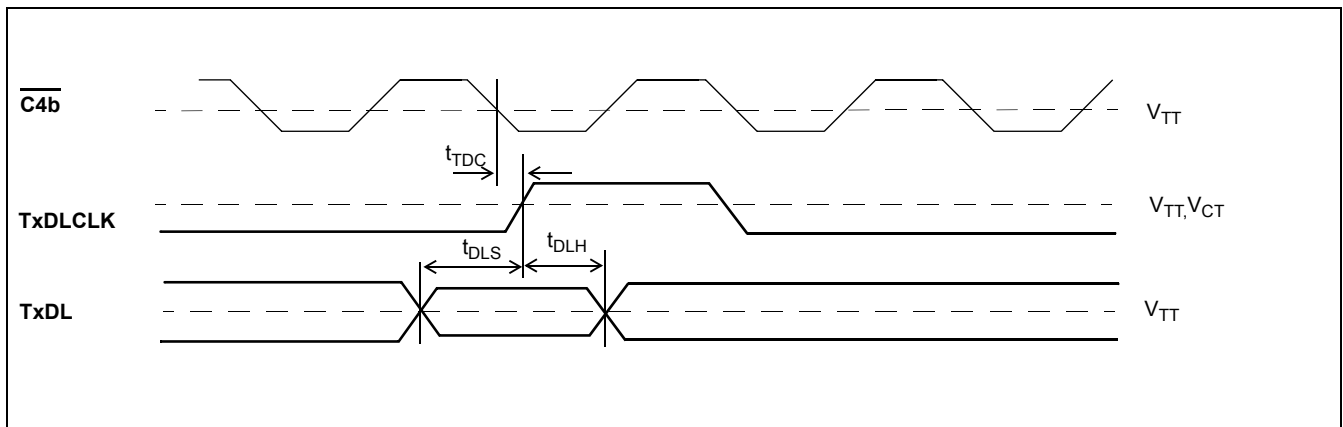 C4b
V_TT
t_TDC
TxDLCLK
V_TT,V_CT
t_DLS
t_DLH
TxDL
V_TT